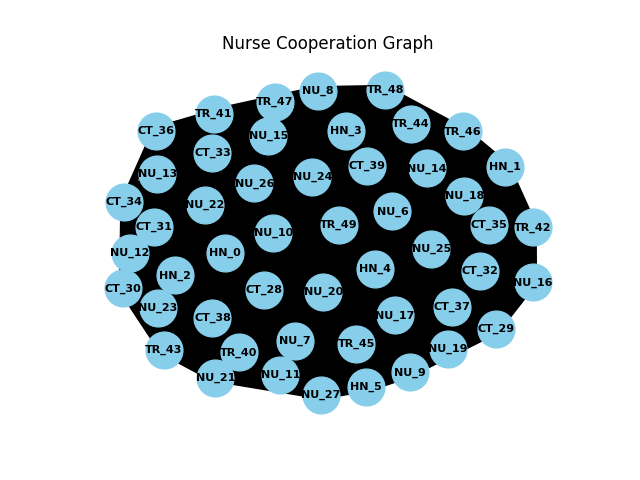 Nurse Cooperation Graph
NU_8
TR_48
TR_47
TR_41
TR_44
CT_36
HN_3
TR_46
NU_15
CT_33
CT_39
HN_1
NU_14
NU_13
NU_24
NU_26
NU_18
CT_34
NU_22
NU_6
CT_31
TR_49
CT_35
TR_42
NU_10
NU_25
NU_12
HN_0
HN_4
CT_32
HN_2
NU_16
CT_30
CT_28
NU_20
NU_23
CT_37
CT_38
NU_17
CT_29
NU_7
TR_45
NU_19
TR_43
TR_40
NU_9
NU_11
NU_21
HN_5
NU_27